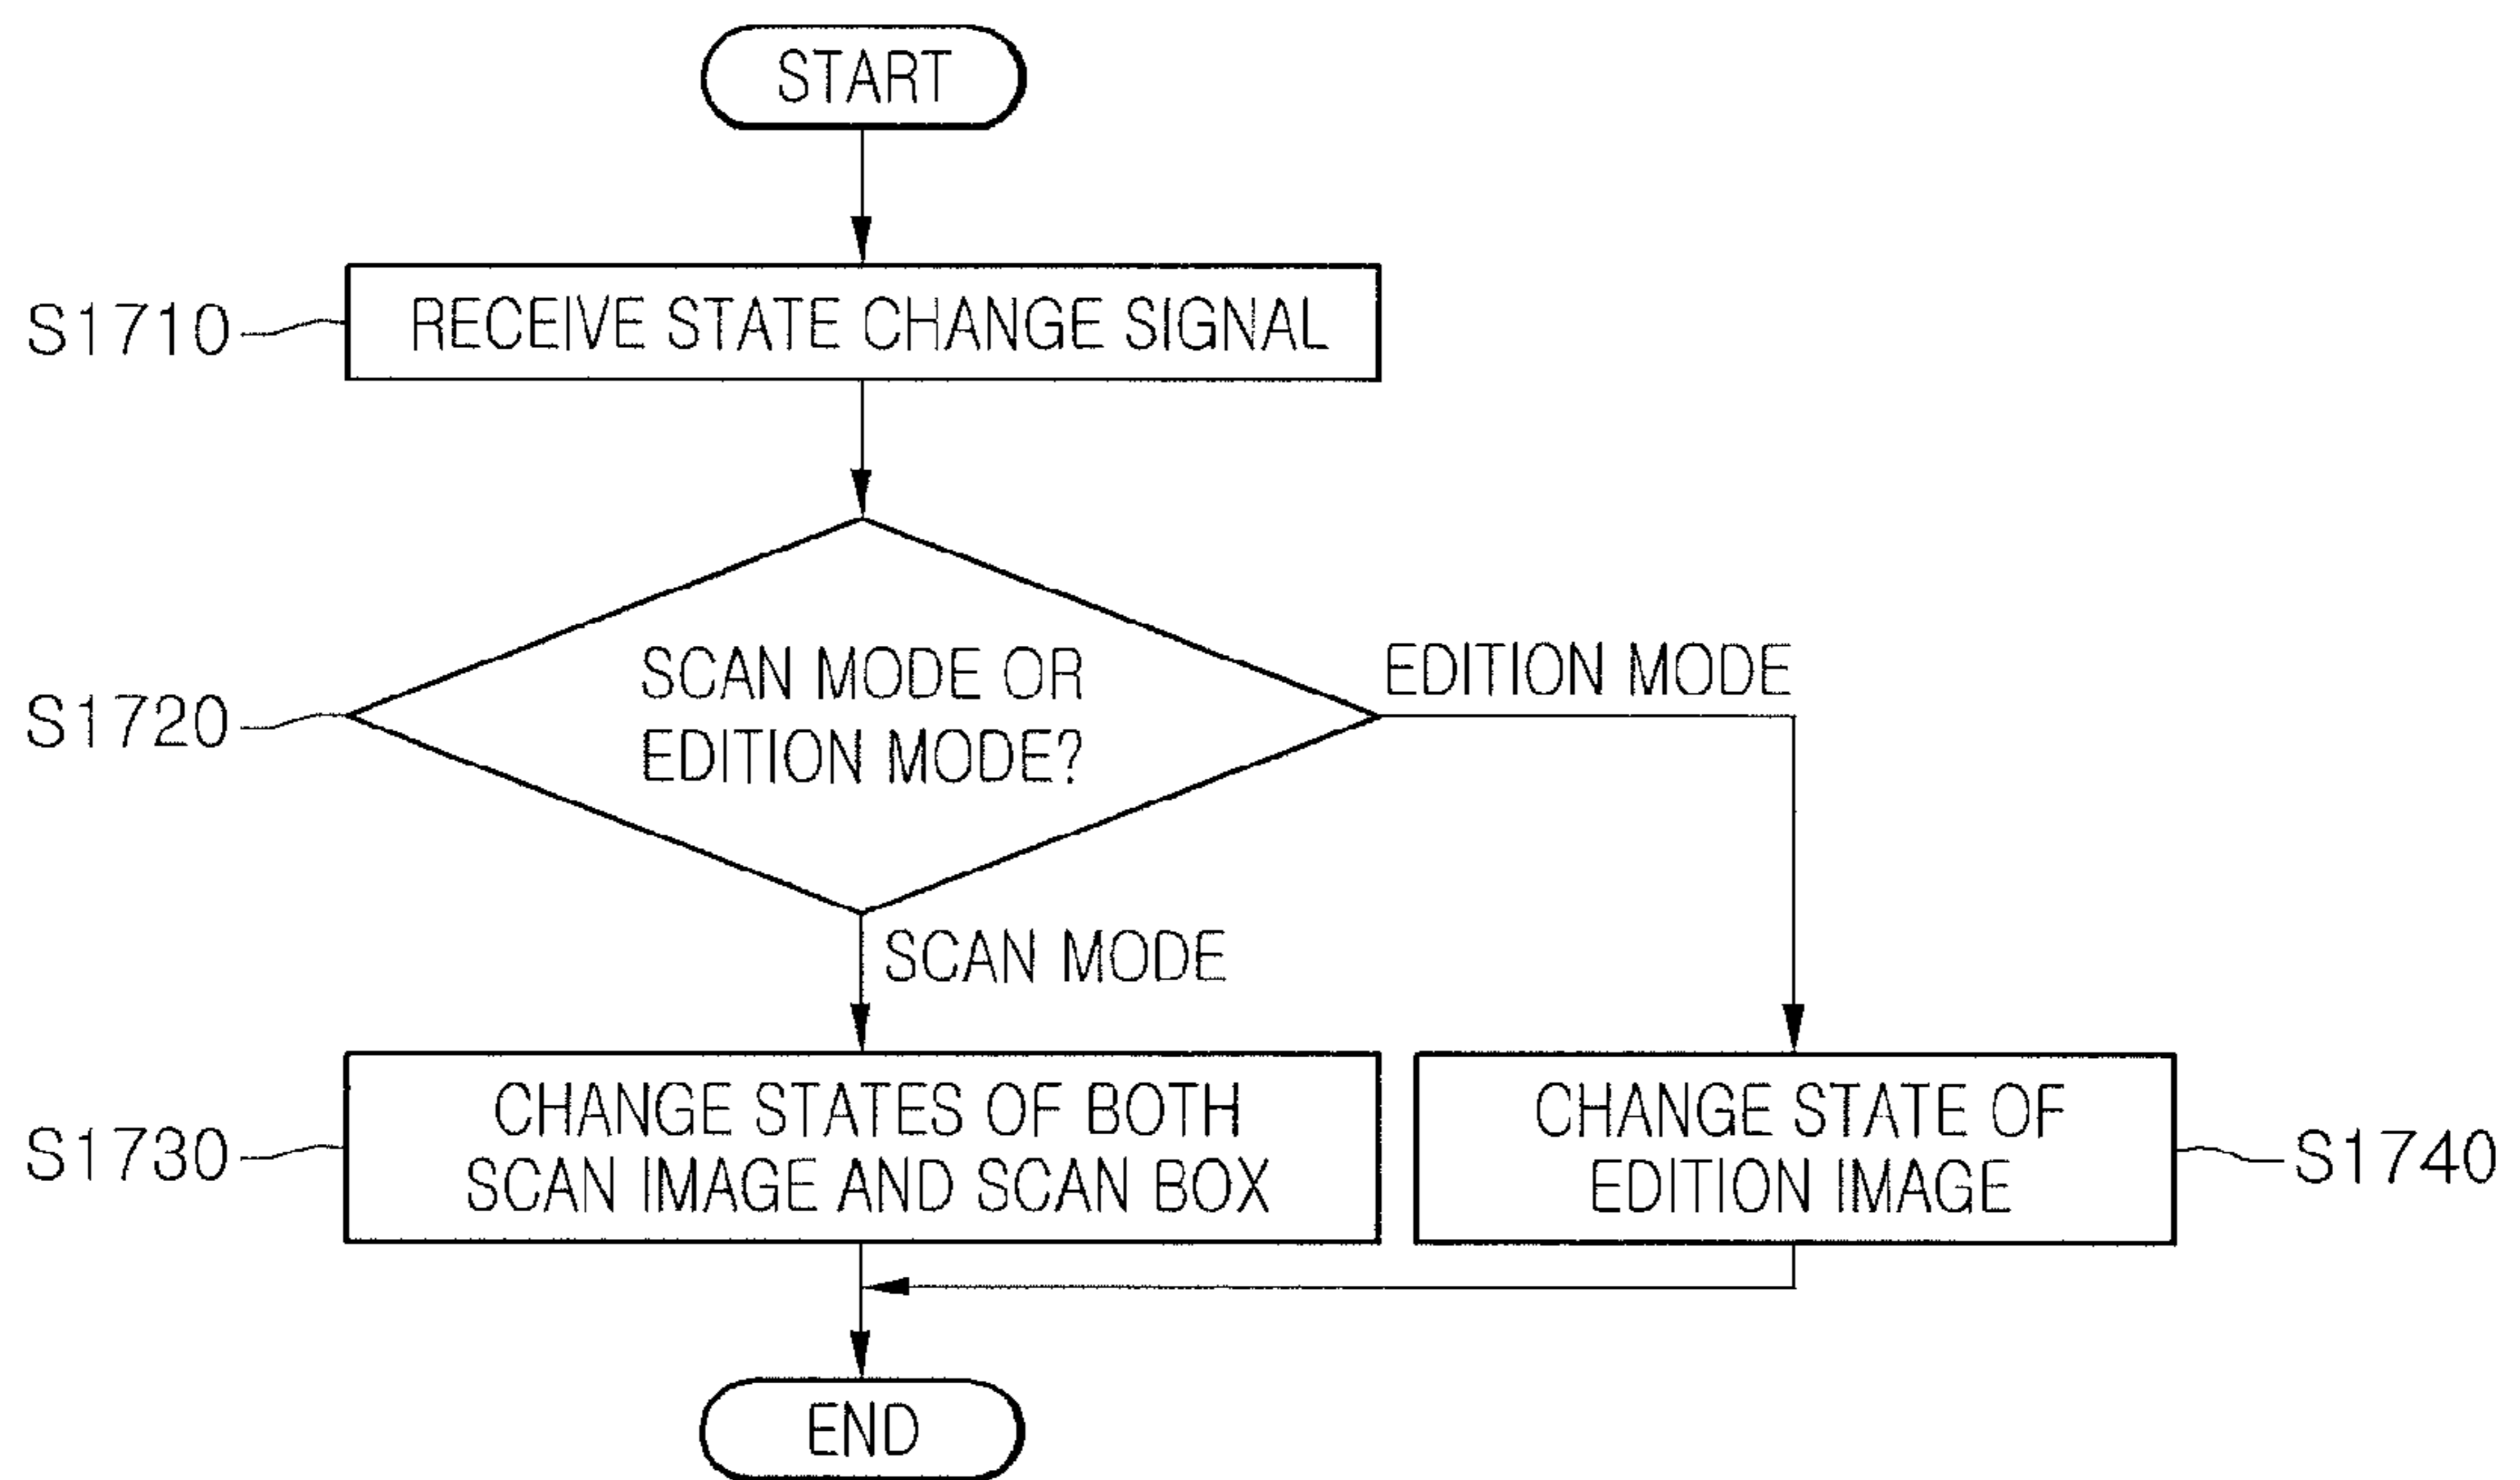 START
S1710
RECEIVE STATE CHANGE SIGNAL
S1720
SCAN MODE OR
EDITION MODE?
EDITION MODE
SCAN MODE
S1730
CHANGE STATES OF BOTH
SCAN IMAGE AND SCAN BOX
CHANGE STATE OF
EDITION IMAGE
S1740
END